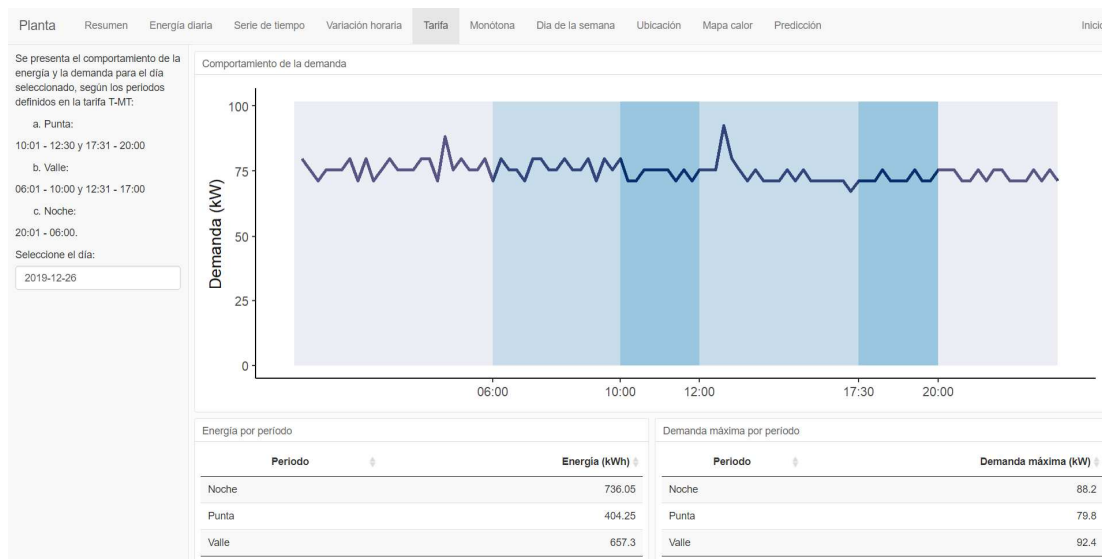 Planta Resumen Energía diaria Serie de tiempo Variación horaria Tarifa Monótona Día de la semana Ubicación Mapa calor Predicción Inicio
Se presenta el comportamiento de la
energía y la demanda para el día
seleccionado, según los períodos
definidos en la tarifa T-MT:
a. Punta:
10:01 - 12:30 y 17:31 - 20:00
b. Valle:
06:01 - 10:00 y 12:31 - 17:00
c. Noche:
20:01 - 06:00.
Seleccione el día:
2019-12-26
Comportamiento de la demanda
Demanda (kW)
100
75
50
25
0
06:00 10:00 12:00 17:30 20:00
Energía por período
Periodo Energía (kWh)
Noche 736.05
Punta 404.25
Valle 657.3
Demanda máxima por período
Periodo Demanda máxima (kW)
Noche 88.2
Punta 79.8
Valle 92.4